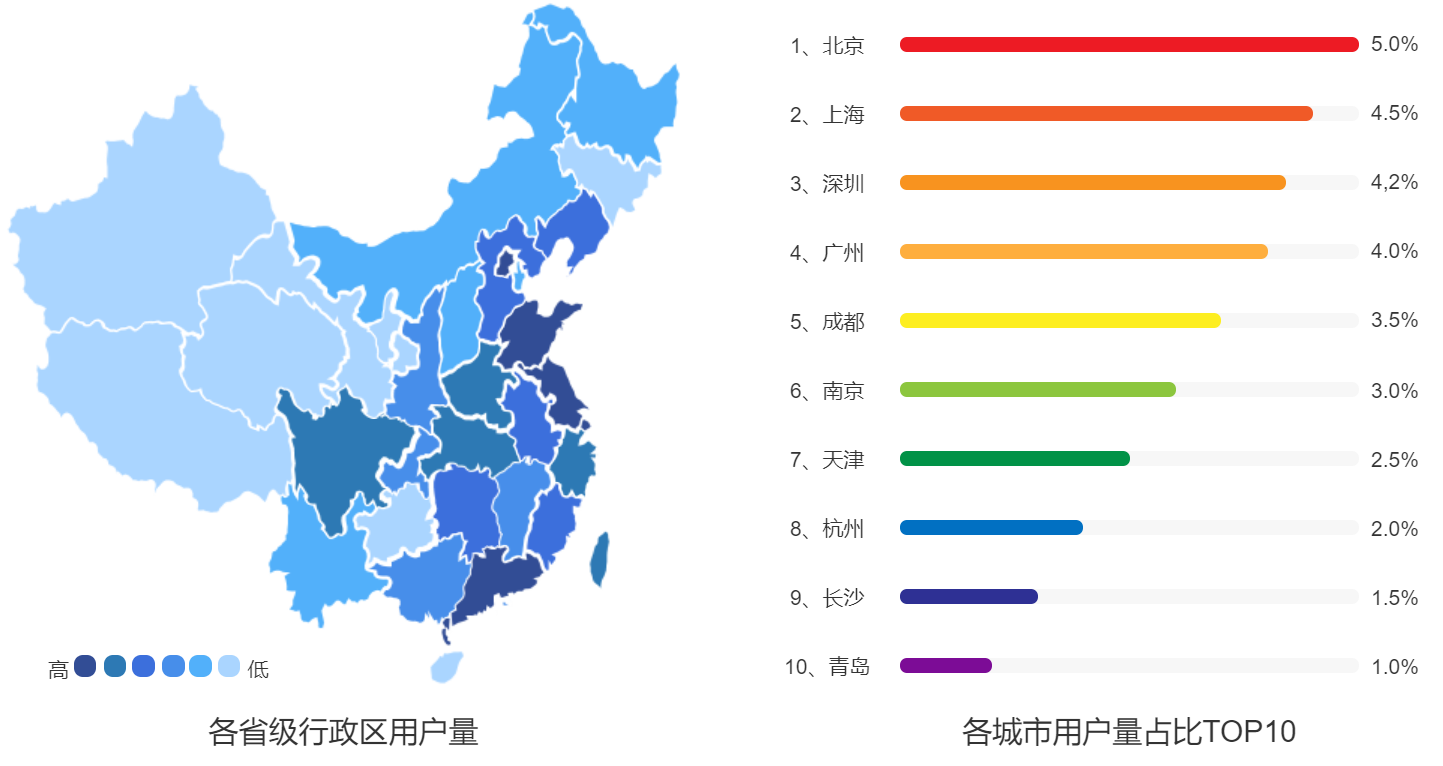 1、北京 5.0%
2、上海 4.5%
3、深圳 4,2%
4、广州 4.0%
5、成都 3.5%
6、南京 3.0%
7、天津 2.5%
8、杭州 2.0%
9、长沙 1.5%
10、青岛 1.0%
高 低
各省级行政区用户量
各城市用户量占比TOP10